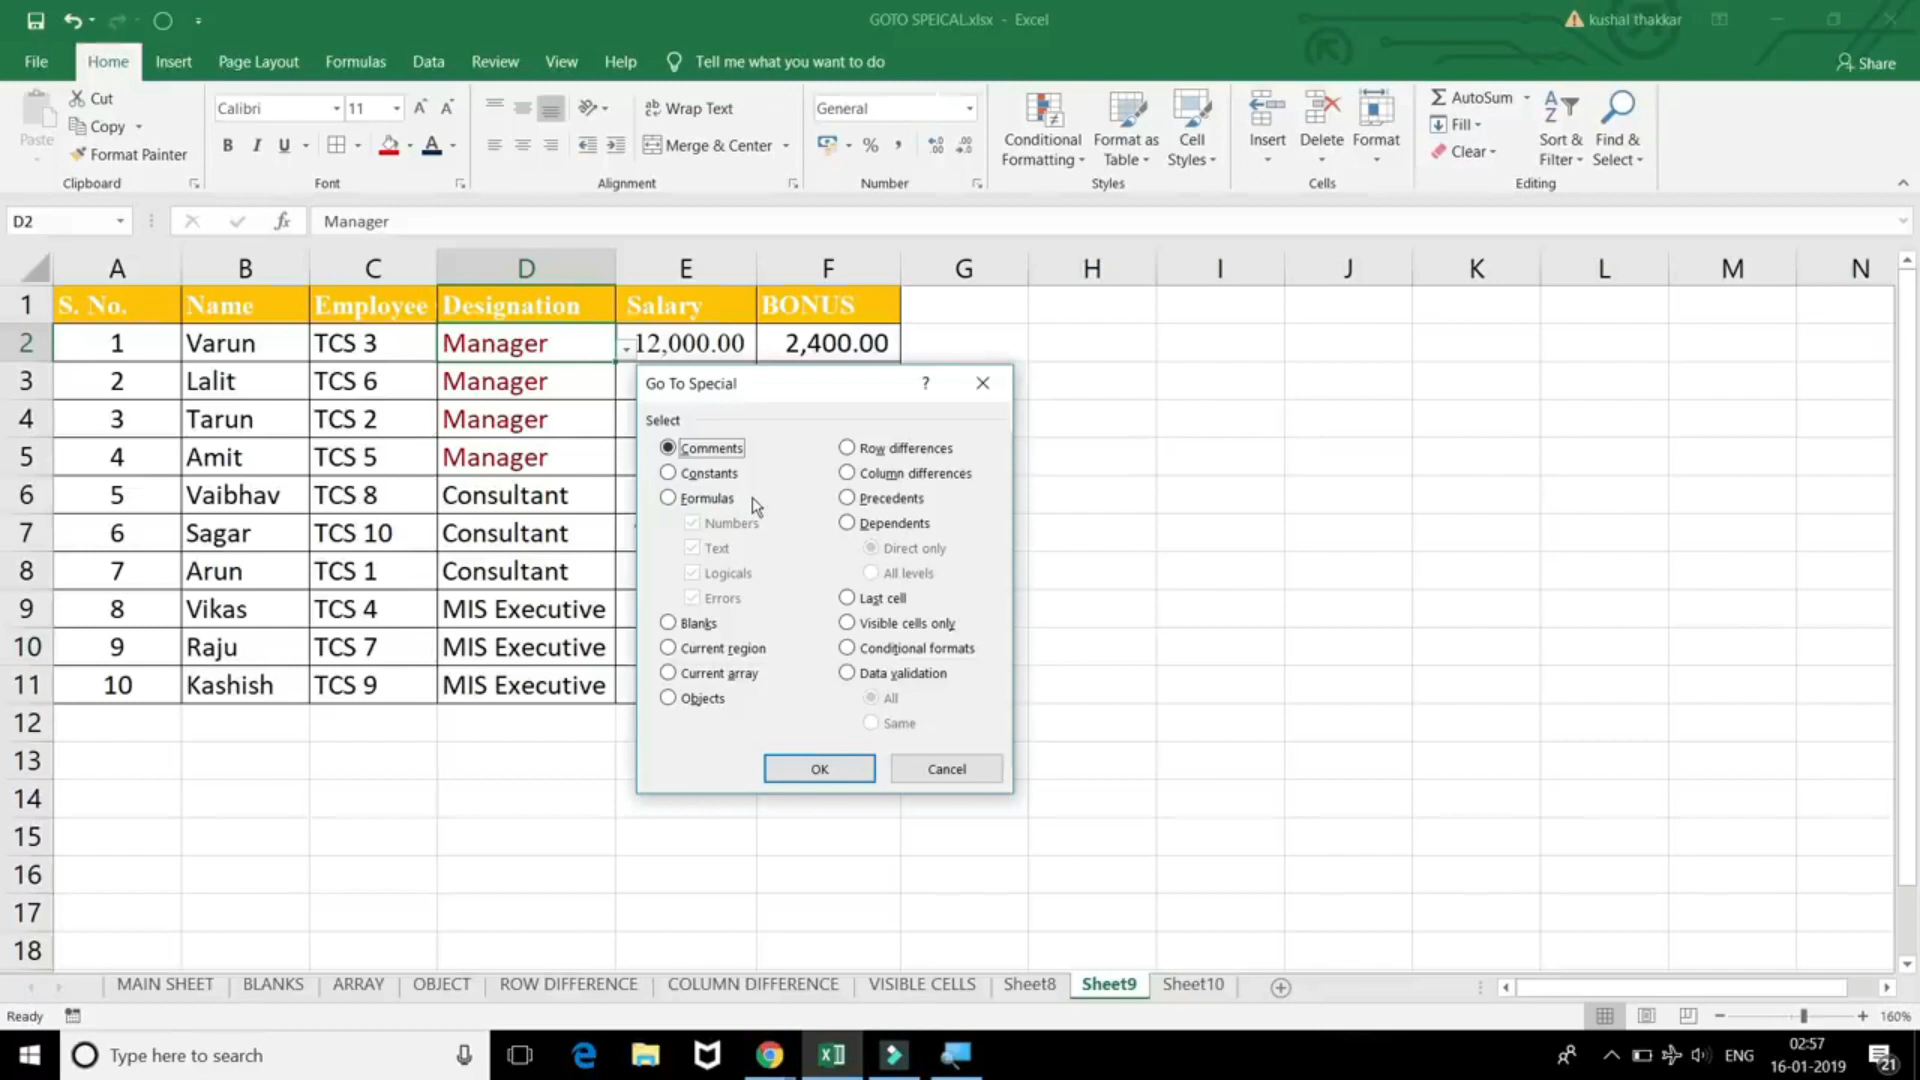 GOTO SPEICAL.xlsx - Excel
kushal thakkar
File Home Insert Page Layout Formulas Data Review View Help Tell me what you want to do
Share
Paste
Cut
Copy
Format Painter
Clipboard
Calibri 11
B I U
Font
Wrap Text
Merge & Center
Alignment
General
%
Number
Conditional Formatting
Format as Table
Cell Styles
Styles
Insert
Delete
Format
Cells
AutoSum
Fill
Clear
Sort & Filter
Find & Select
Editing
D2
fx
Manager
A B C D E F G H I J K L M N
1 S. No. Name Employee Designation Salary BONUS
2 1 Varun TCS 3 Manager 12,000.00 2,400.00
3 2 Lalit TCS 6 Manager
4 3 Tarun TCS 2 Manager
5 4 Amit TCS 5 Manager
6 5 Vaibhav TCS 8 Consultant
7 6 Sagar TCS 10 Consultant
8 7 Arun TCS 1 Consultant
9 8 Vikas TCS 4 MIS Executive
10 9 Raju TCS 7 MIS Executive
11 10 Kashish TCS 9 MIS Executive
12
13
14
15
16
17
18
Go To Special ?
Select
Comments
Constants
Formulas
Numbers
Text
Logicals
Errors
Blanks
Current region
Current array
Objects
Row differences
Column differences
Precedents
Dependents
Direct only
All levels
Last cell
Visible cells only
Conditional formats
Data validation
All
Same
OK
Cancel
MAIN SHEET BLANKS ARRAY OBJECT ROW DIFFERENCE COLUMN DIFFERENCE VISIBLE CELLS Sheet8 Sheet9 Sheet10
Ready
160%
Type here to search
ENG
02:57
16-01-2019
21